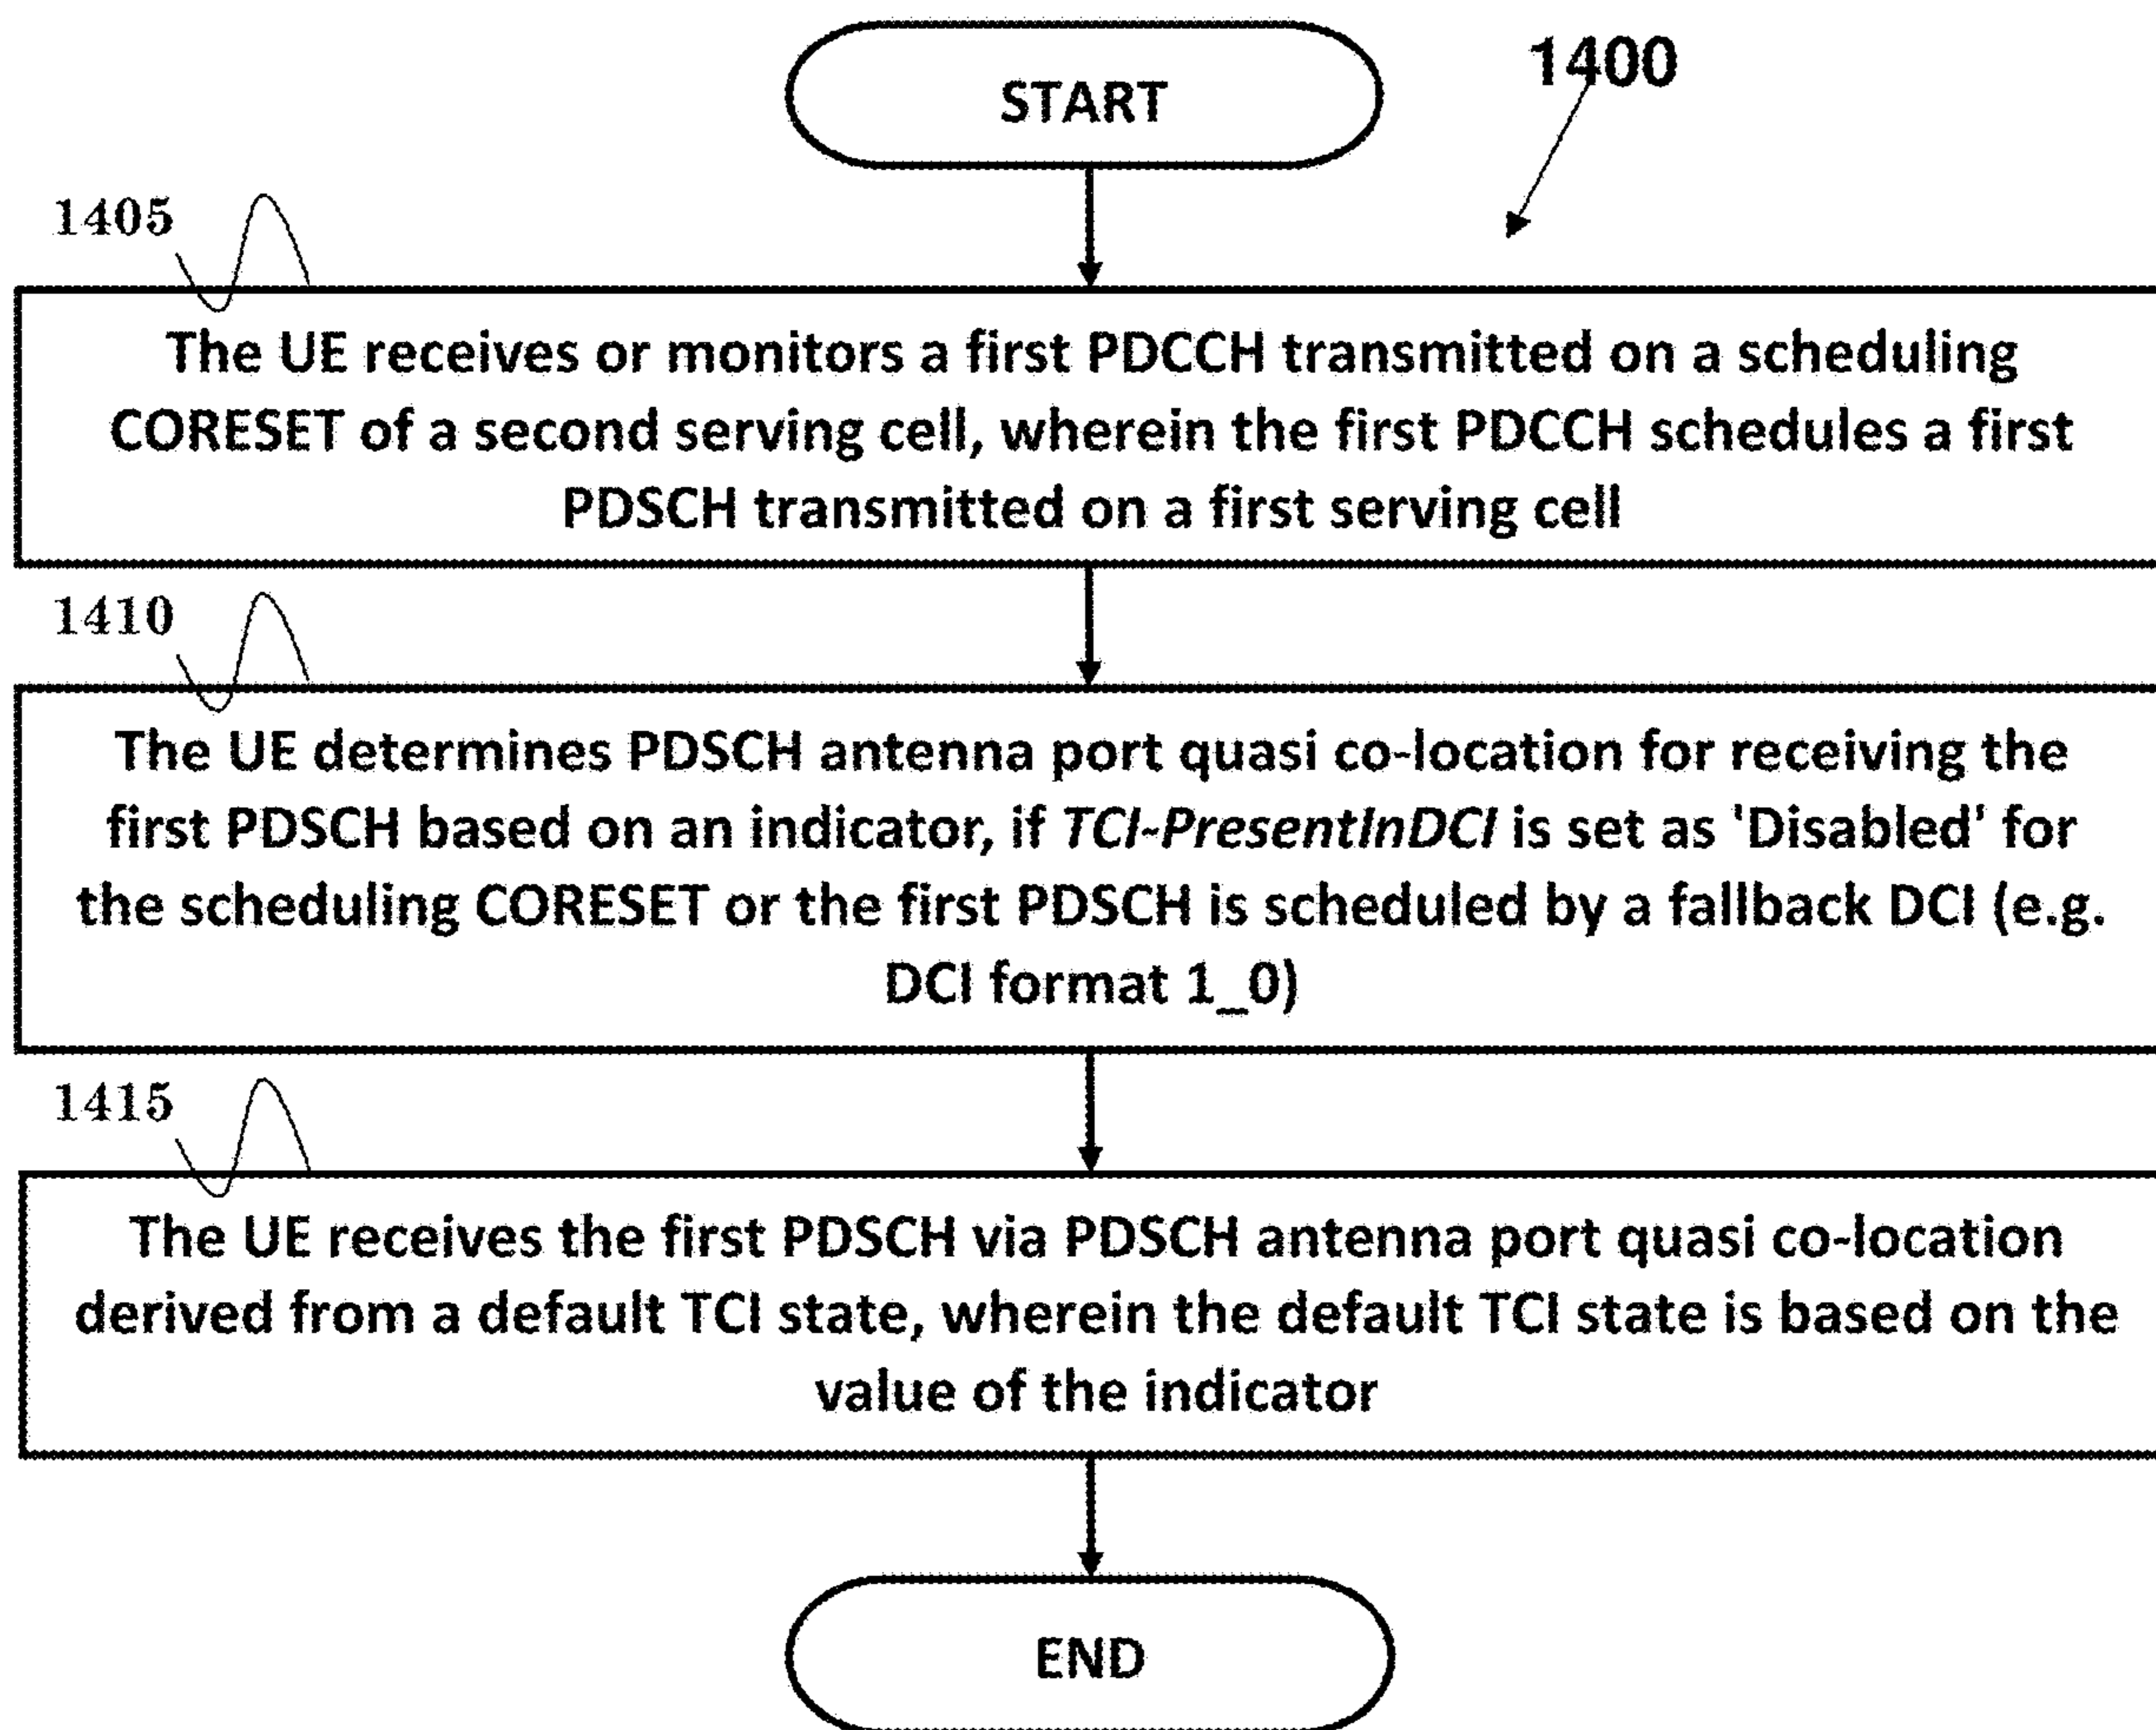 START
1400
1405
The UE receives or monitors a first PDCCH transmitted on a scheduling
CORESET of a second serving cell, wherein the first PDCCH schedules a first
PDSCH transmitted on a first serving cell
1410
The UE determines PDSCH antenna port quasi co-location for receiving the
first PDSCH based on an indicator, if TCI-PresentInDCI is set as 'Disabled' for
the scheduling CORESET or the first PDSCH is scheduled by a fallback DCI (e.g.
DCI format 1_0)
1415
The UE receives the first PDSCH via PDSCH antenna port quasi co-location
derived from a default TCI state, wherein the default TCI state is based on the
value of the indicator
END